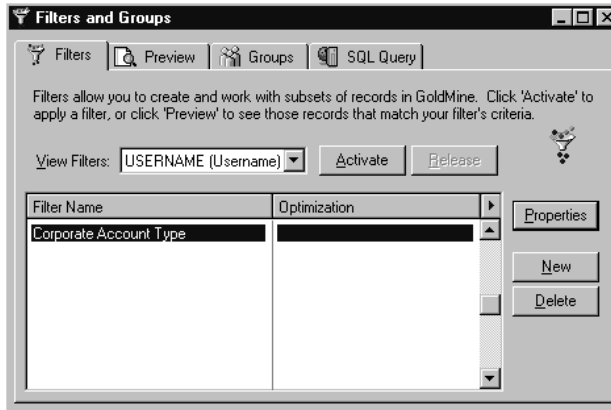 Filters and Groups
Filters Preview Groups SQL Query
Filters allow you to create and work with subsets of records in GoldMine. Click 'Activate' to
apply a filter, or click 'Preview' to see those records that match your filter's criteria.
View Filters: USERNAME (Username) Activate Release
Filter Name Optimization
Properties
Corporate Account Type
New
Delete